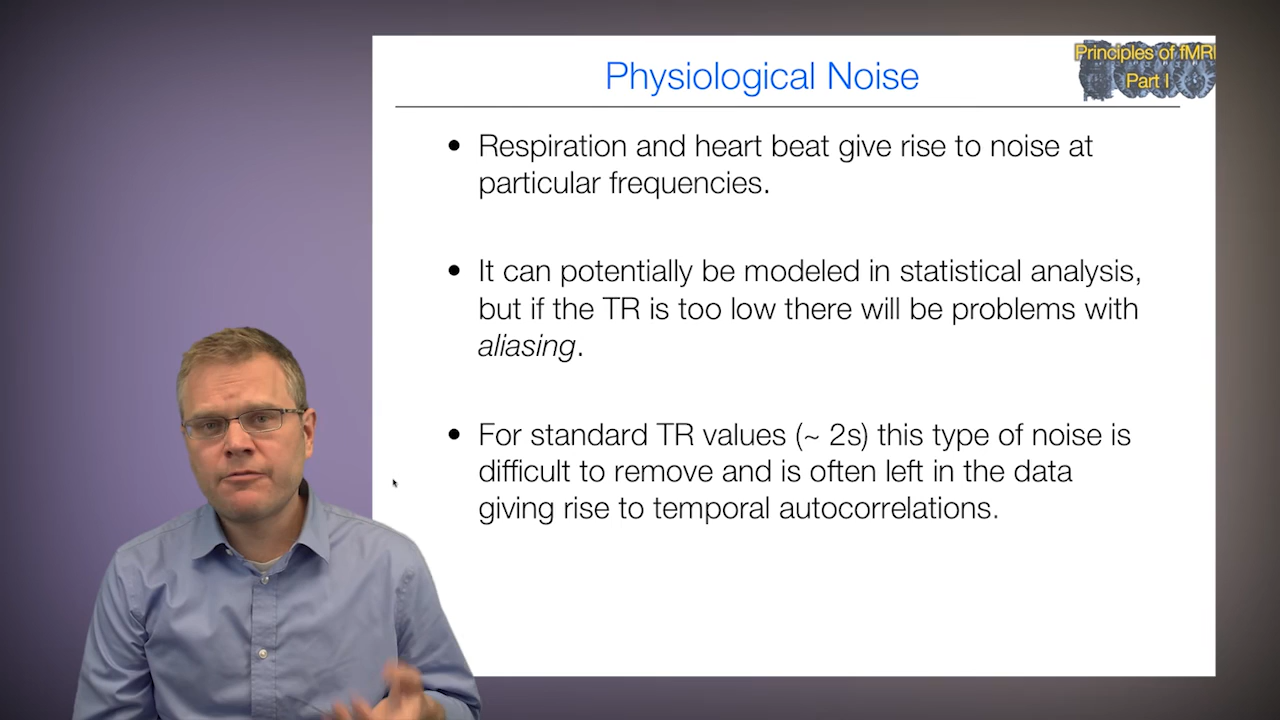 Principles of fMRI
Part I
Physiological Noise
• Respiration and heart beat give rise to noise at
particular frequencies.
• It can potentially be modeled in statistical analysis,
but if the TR is too low there will be problems with
aliasing.
• For standard TR values (~ 2s) this type of noise is
difficult to remove and is often left in the data
giving rise to temporal autocorrelations.